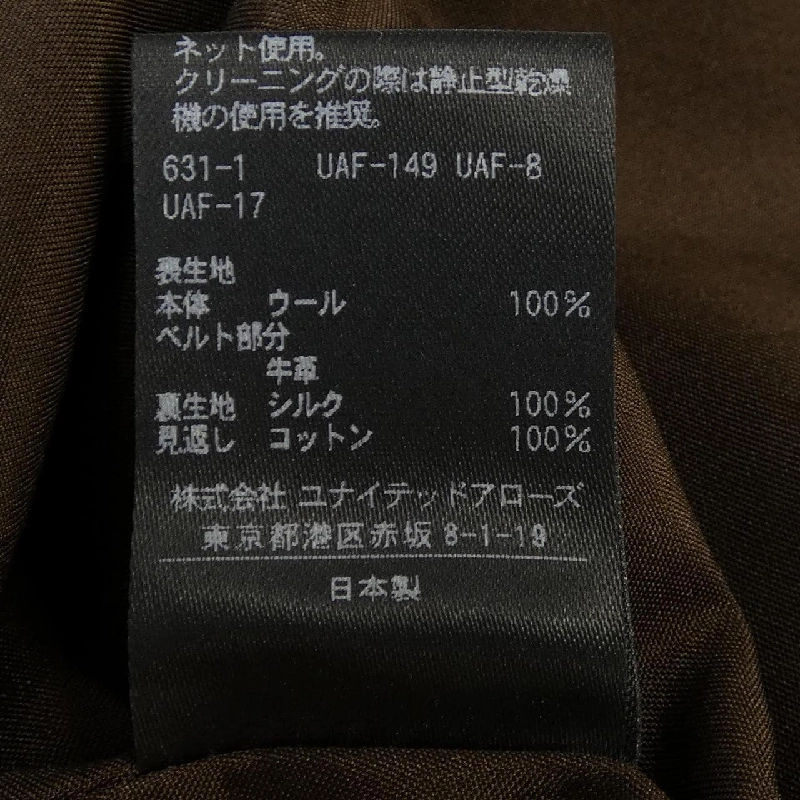 ネット使用。
クリーニングの際は静止型乾燥
機の使用を推奨。
631-1 UAF-149 UAF-8
UAF-17
表生地
本体 ウール 100%
ベルト部分
牛革
裏生地 シルク 100%
見返し コットン 100%
株式会社 ユナイテッドアローズ
東京都港区赤坂 8-1-19
日本製